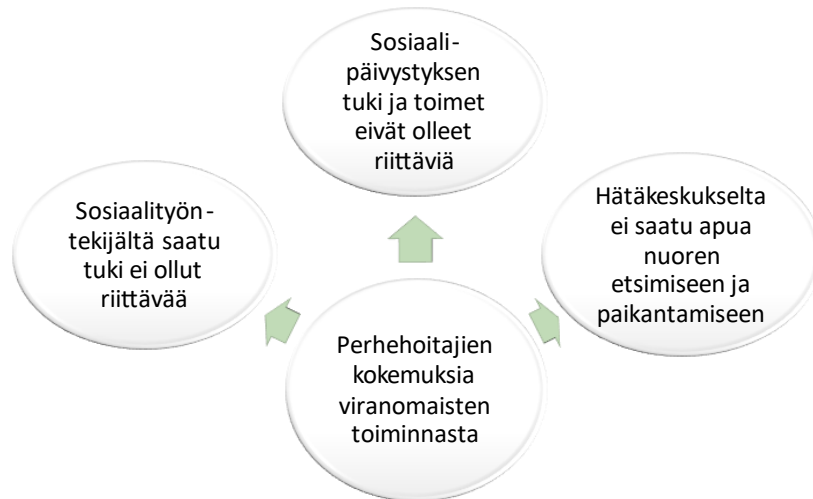 Sosiaali-
päivystyksen
tuki ja toimet
eivät olleet
riittäviä
Sosiaalityön-
tekijältä saatu
tuki ei ollut
riittävää
Hätäkeskukselta
ei saatu apua
nuoren
etsimiseen ja
paikantamiseen
Perhehoitajien
kokemuksia
viranomaisten
toiminnasta